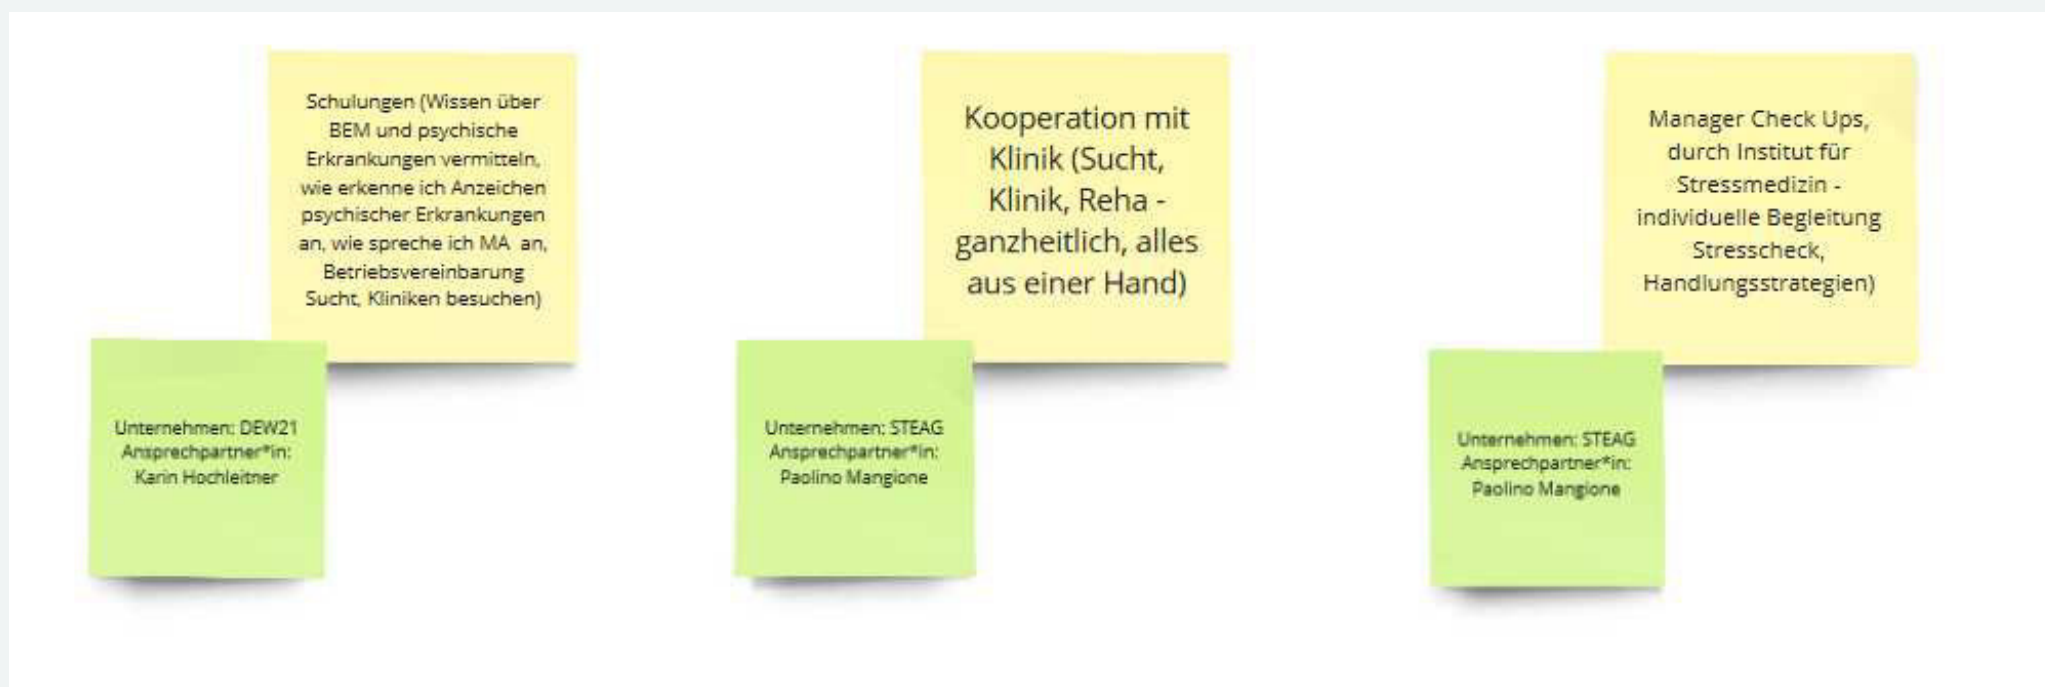 Schulungen (Wissen über
BEM und psychische
Erkrankungen vermitteln,
wie erkenne ich Anzeichen
psychischer Erkrankungen
an, wie spreche ich MA  an,
Betriebsvereinbarung
Sucht, Kliniken besuchen)
Unternehmen: DEW21
Ansprechpartner*in:
Karin Hochleitner
Kooperation mit
Klinik (Sucht,
Klinik, Reha -
ganzheitlich, alles
aus einer Hand)
Unternehmen: STEAG
Ansprechpartner*in:
Paolino Mangione
Manager Check Ups,
durch Institut für
Stressmedizin -
individuelle Begleitung
Stresscheck,
Handlungsstrategien)
Unternehmen: STEAG
Ansprechpartner*in:
Paolino Mangione